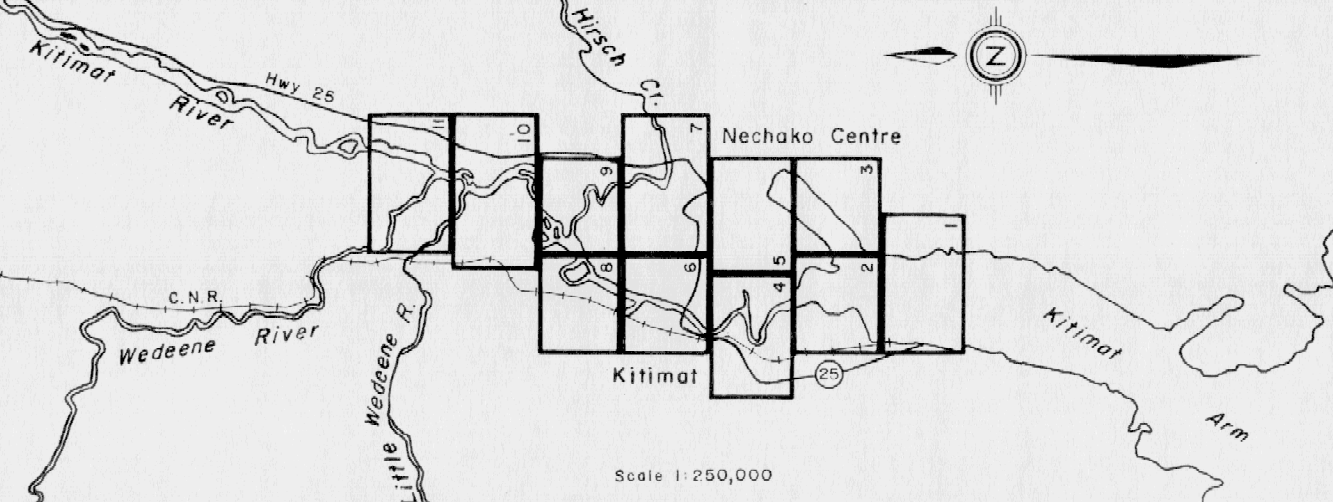 Kitimat
River
Hwy 25
Hirsch
Cr.
N
Nechako Centre
11
10
9
7
5
3
1
8
6
4
2
C.N.R.
Wedeene River
Little Wedeene R.
Kitimat
25
Kitimat
Arm
Scale 1:250,000